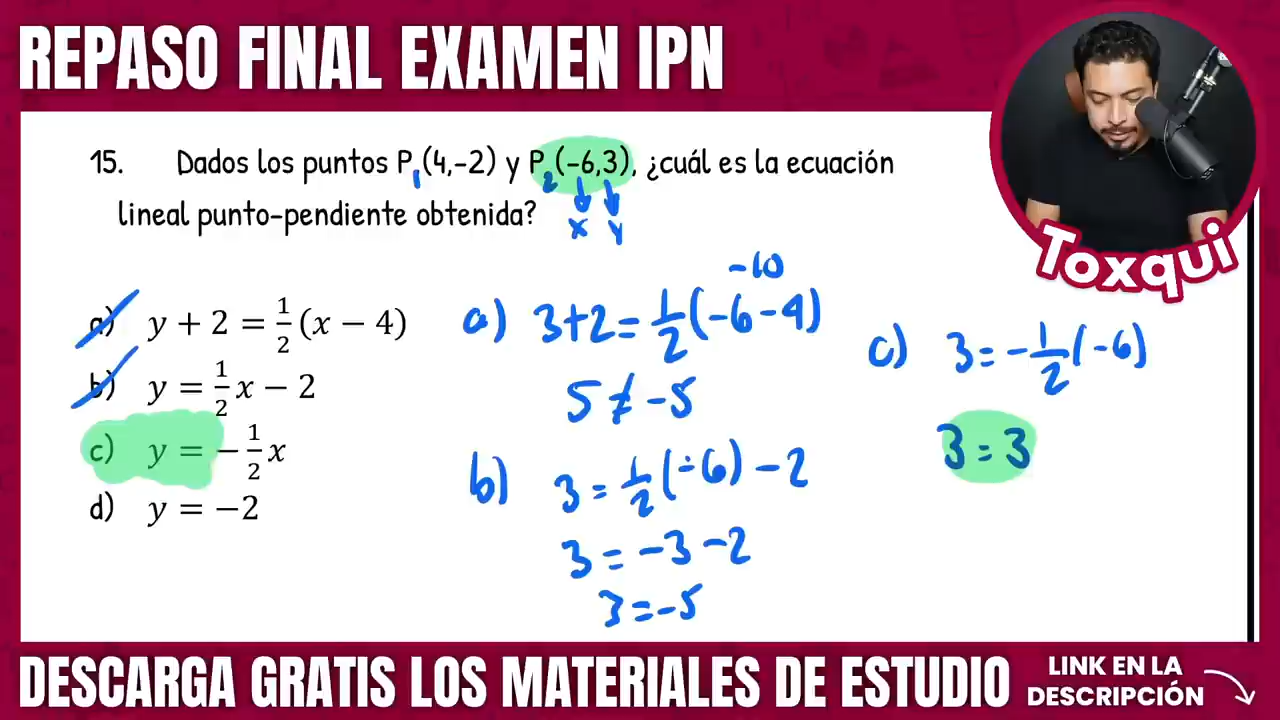 REPASO FINAL EXAMEN IPN
15. Dados los puntos P₁(4,-2) y P₂(-6,3), ¿cuál es la ecuación
lineal punto-pendiente obtenida?
x y
a) y + 2 = 1/2 (x − 4)
b) y = 1/2 x − 2
c) y = − 1/2 x
d) y = −2
-10
a) 3+2 = 1/2 (-6-4)
5 ≠ -5
b) 3 = 1/2 (-6) - 2
3 = -3 -2
3 = -5
c) 3 = - 1/2 (-6)
3 = 3
Toxqui
DESCARGA GRATIS LOS MATERIALES DE ESTUDIO
LINK EN LA
DESCRIPCIÓN